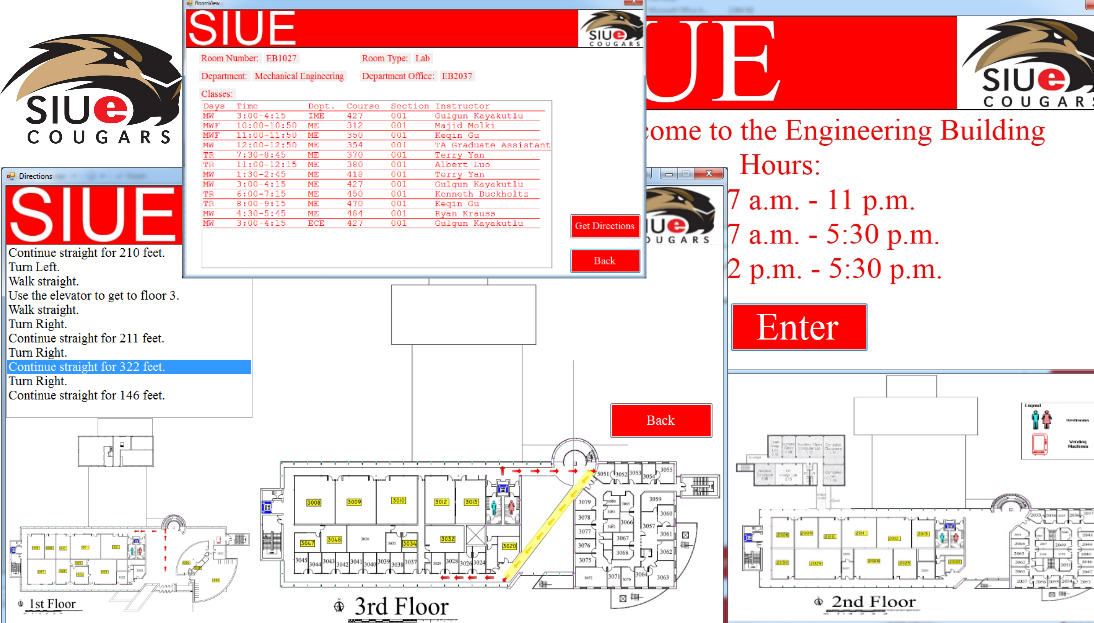 SIUe
COUGARS
RoomView
SIUE
SIUe
COUGARS
Room Number: EB1027 Room Type: Lab
Department: Mechanical Engineering Department Office: EB2037
Classes:
Days Time Dept. Course Section Instructor
MW 3:00-4:15 IME 427 001 Gulgun Kayakutlu
MWF 10:00-10:50 ME 312 001 Majid Molki
MWF 11:00-11:50 ME 350 001 Keqin Gu
MW 12:00-12:50 ME 354 001 TA Graduate Assistant
TR 7:30-8:45 ME 370 001 Terry Yan
TR 11:00-12:15 ME 380 001 Albert Luo
MW 1:30-2:45 ME 418 001 Terry Yan
MW 3:00-4:15 ME 427 001 Gulgun Kayakutlu
TR 6:00-7:15 ME 450 001 Kenneth Buckholtz
TR 8:00-9:15 ME 470 001 Keqin Gu
MW 4:30-5:45 ME 484 001 Ryan Krauss
MW 3:00-4:15 ECE 427 001 Gulgun Kayakutlu
Get Directions
Back
UE
SIUe
COUGARS
come to the Engineering Building
Hours:
7 a.m. - 11 p.m.
7 a.m. - 5:30 p.m.
2 p.m. - 5:30 p.m.
Enter
Directions
SIUE
Ue
UGARS
Continue straight for 210 feet.
Turn Left.
Walk straight.
Use the elevator to get to floor 3.
Walk straight.
Turn Right.
Continue straight for 211 feet.
Turn Right.
Continue straight for 322 feet.
Turn Right.
Continue straight for 146 feet.
Back
3008 3009 3010 3012 3013
3047 3048 3034 3032 3020
3045 3044 3043 3042 3041 3040 3039 3038 3037 3028 3026 3024
3051 3052 3053 3054 3055
3079 3059
3078 3060
3066 3057
3077 3067 3061
3076 3068 3062
3075
3071 3064 3063
1st Floor
3rd Floor
Legend
Restrooms
Vending
Machines
2nd Floor